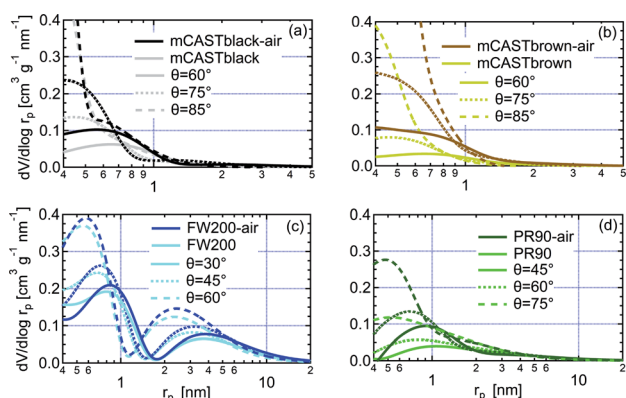 0.4
0.3
0.2
0.1
0.0
dV/dlog rp [cm³ g⁻¹ nm⁻¹]
(a)
mCASTblack-air
mCASTblack
θ=60°
θ=75°
θ=85°
4 5 6 7 8 9 1 2 3 4 5
0.4
0.3
0.2
0.1
0.0
(b)
mCASTbrown-air
mCASTbrown
θ=60°
θ=75°
θ=85°
4 5 6 7 8 9 1 2 3 4 5
0.4
0.3
0.2
0.1
0.0
dV/dlog rp [cm³ g⁻¹ nm⁻¹]
(c)
FW200-air
FW200
θ=30°
θ=45°
θ=60°
4 5 6 1 2 3 4 5 6 10 20
rp [nm]
0.4
0.3
0.2
0.1
0.0
(d)
PR90-air
PR90
θ=45°
θ=60°
θ=75°
4 5 6 1 2 3 4 5 6 10 20
rp [nm]